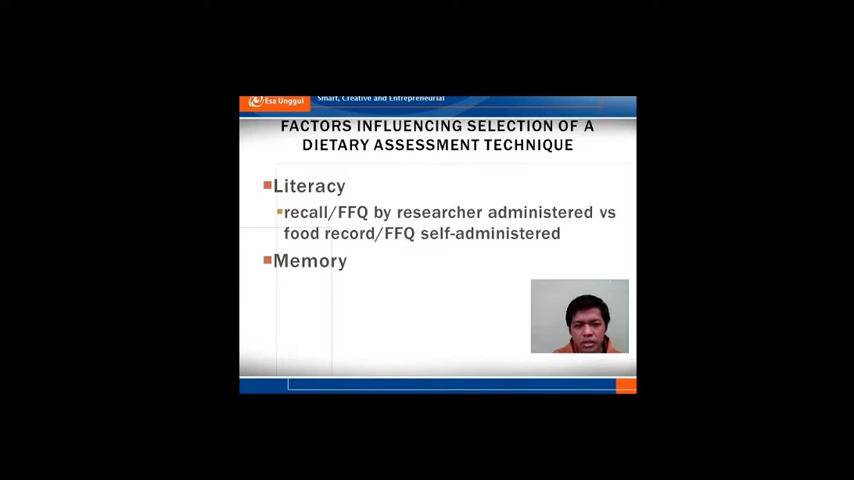 Esa Unggul
Smart, Creative and Entrepreneurial
FACTORS INFLUENCING SELECTION OF A
DIETARY ASSESSMENT TECHNIQUE
Literacy
recall/FFQ by researcher administered vs
food record/FFQ self-administered
Memory